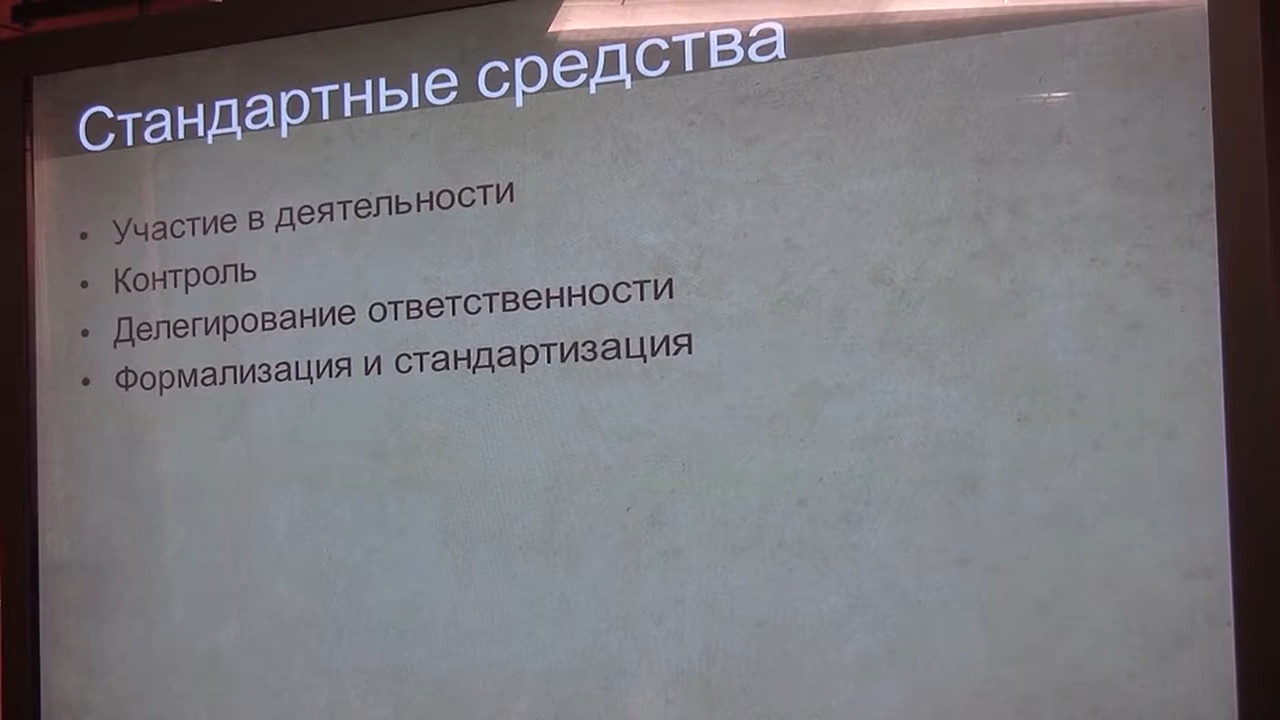 Стандартные средства
• Участие в деятельности
• Контроль
• Делегирование ответственности
• Формализация и стандартизация